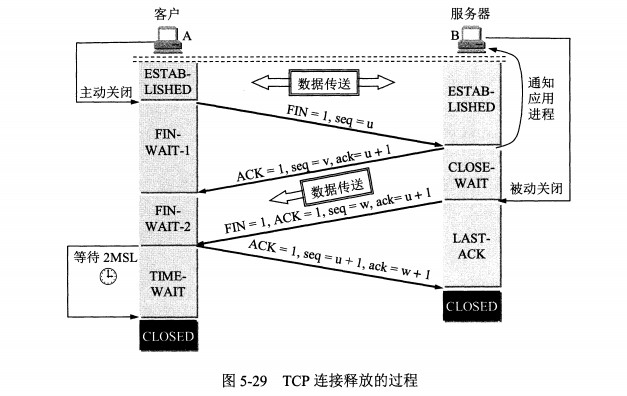 客户
服务器
A
B
ESTAB-
LISHED
数据传送
主动关闭
FIN = 1, seq = u
ESTAB-
LISHED
通知
应用
进程
FIN-
WAIT-1
ACK = 1, seq = v, ack= u + 1
CLOSE-
WAIT
数据传送
被动关闭
FIN-
WAIT-2
FIN = 1, ACK = 1, seq = w, ack= u + 1
等待 2MSL
ACK = 1, seq = u + 1, ack = w + 1
LAST-
ACK
TIME-
WAIT
CLOSED
CLOSED
图 5-29 TCP 连接释放的过程